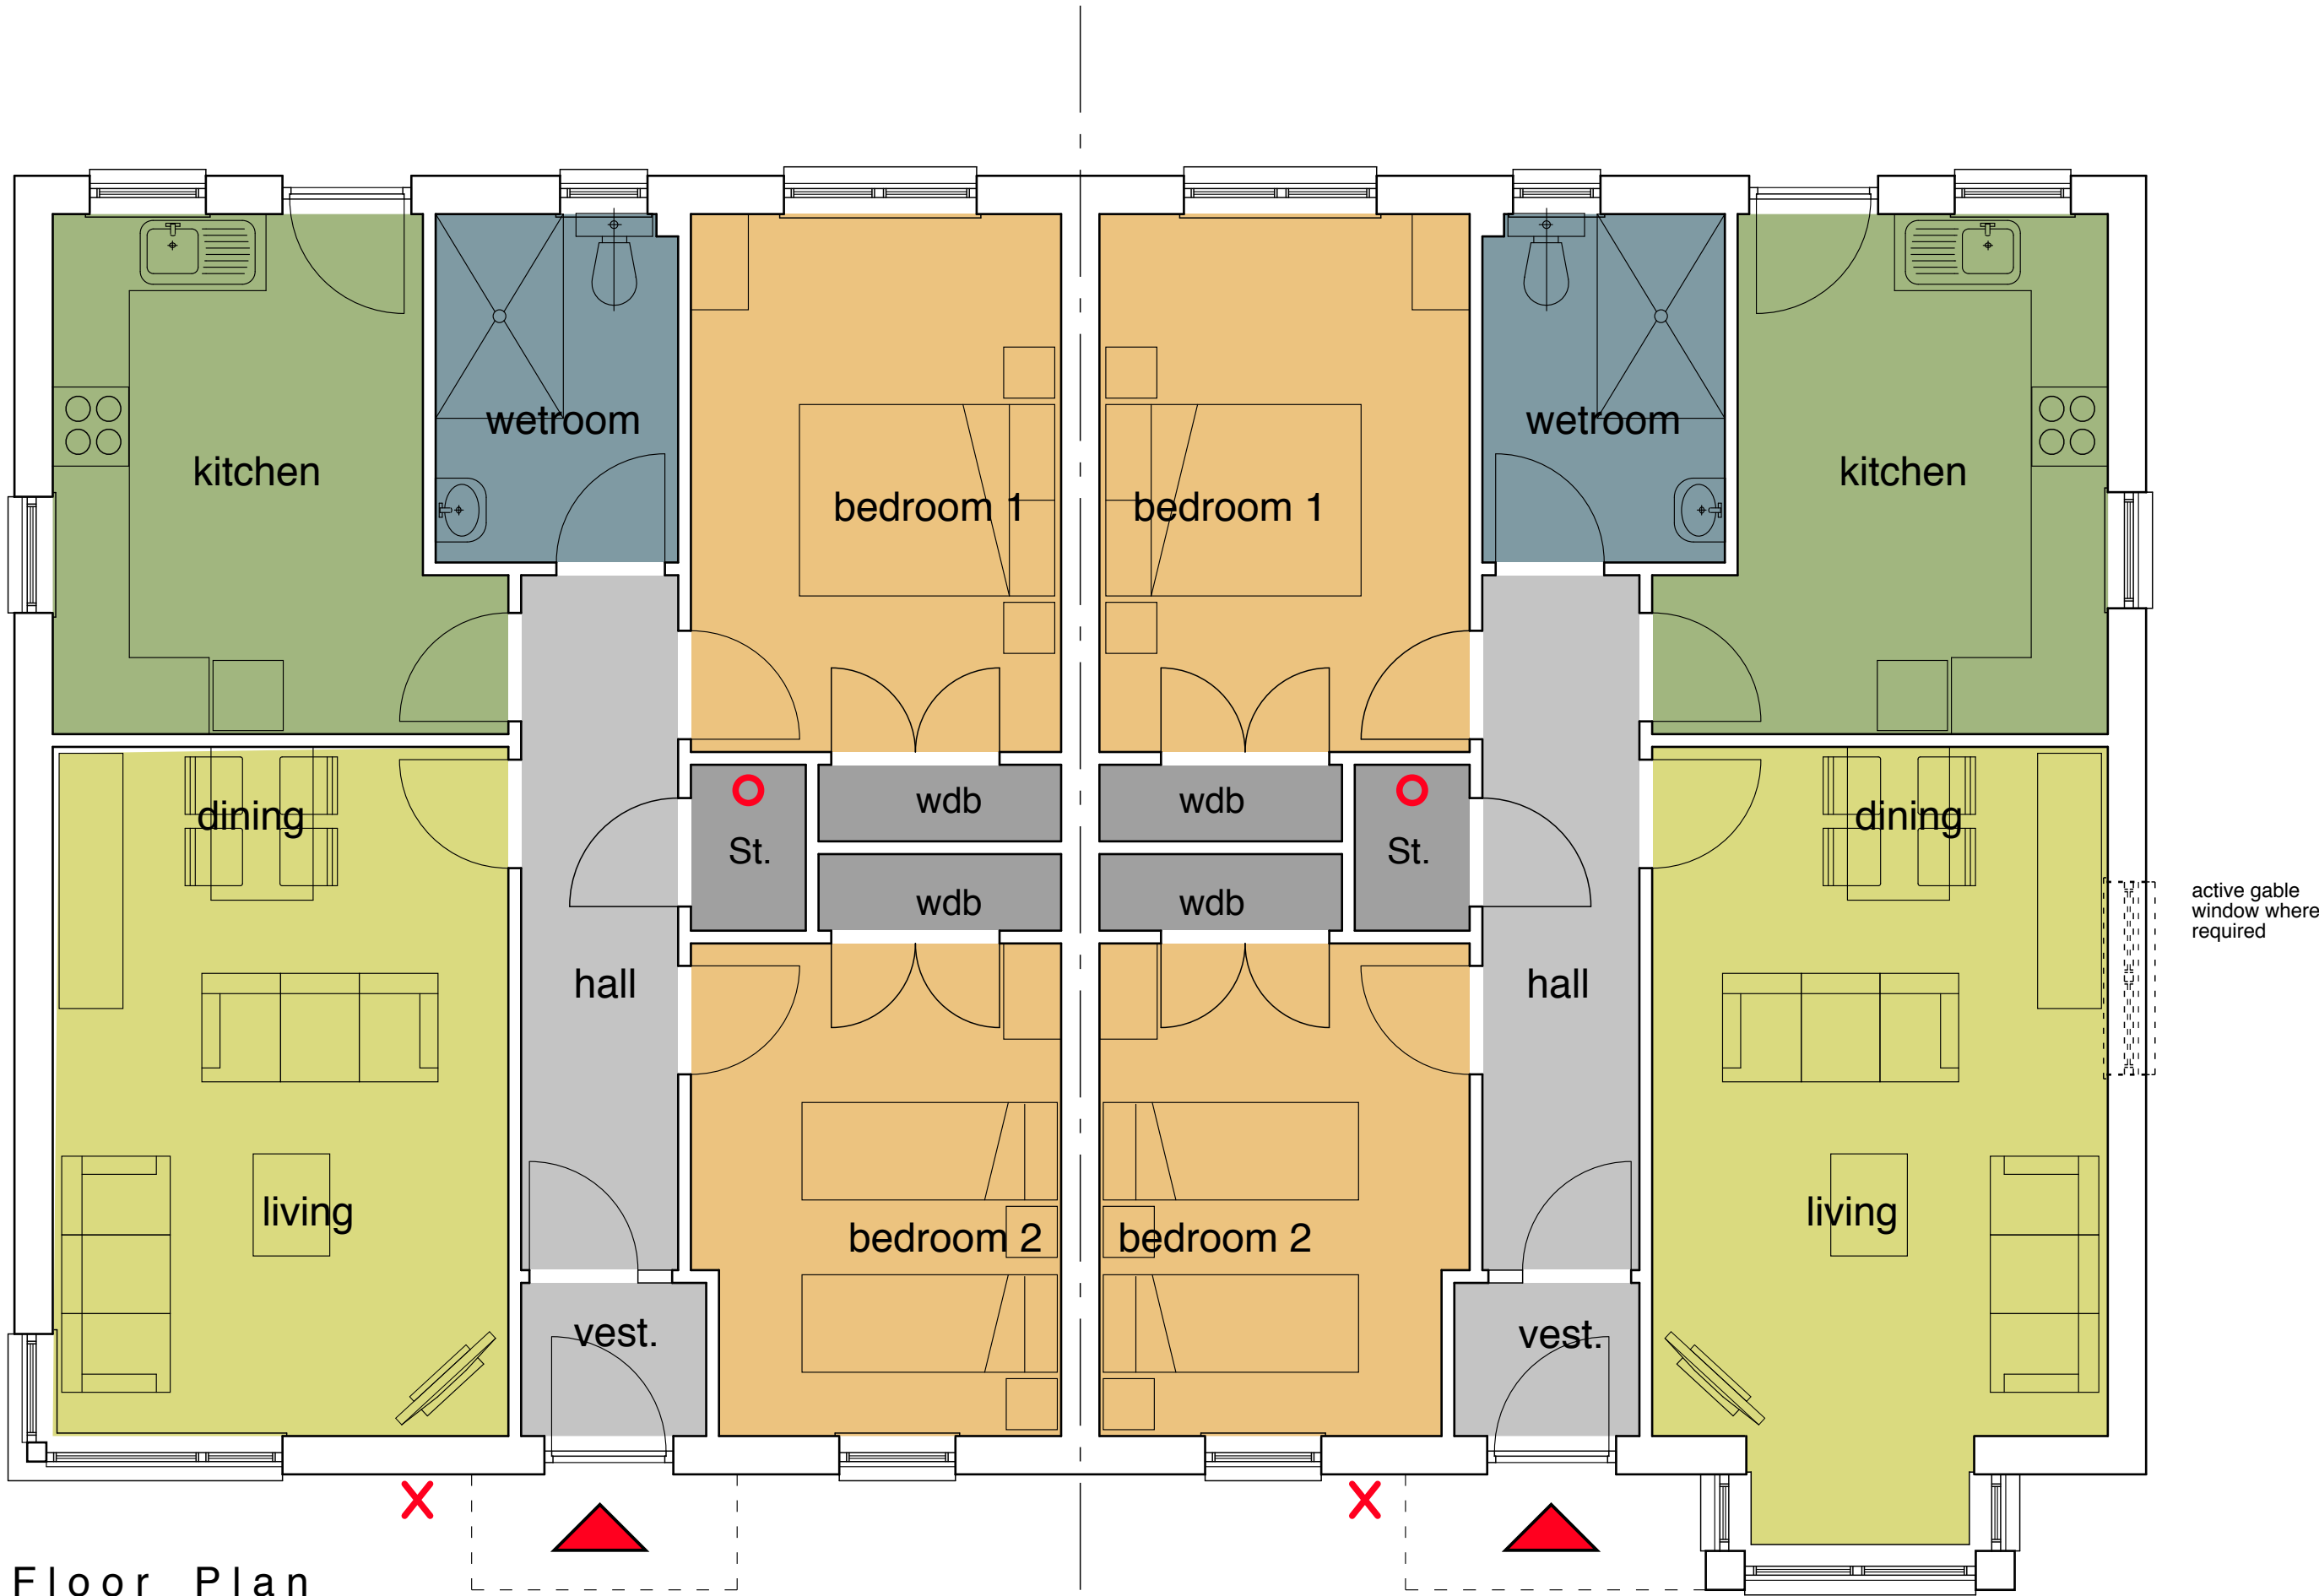 wetroom
wetroom
kitchen
kitchen
bedroom 1
bedroom 1
wdb
wdb
dining
dining
St.
St.
active gable
window where
required
wdb
wdb
hall
hall
living
living
bedroom 2
bedroom 2
vest.
vest.
Floor Plan